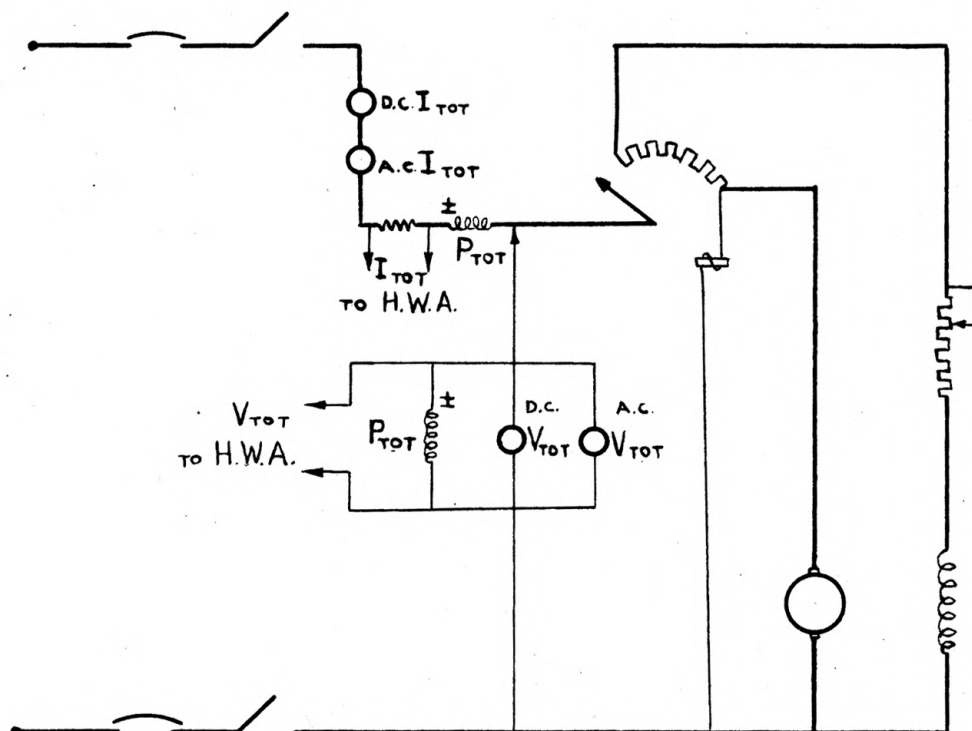 D.C. I TOT
A.C. I TOT
±
P TOT
I TOT
TO H.W.A.
±
D.C.
A.C.
V TOT
P TOT
V TOT
V TOT
TO H.W.A.